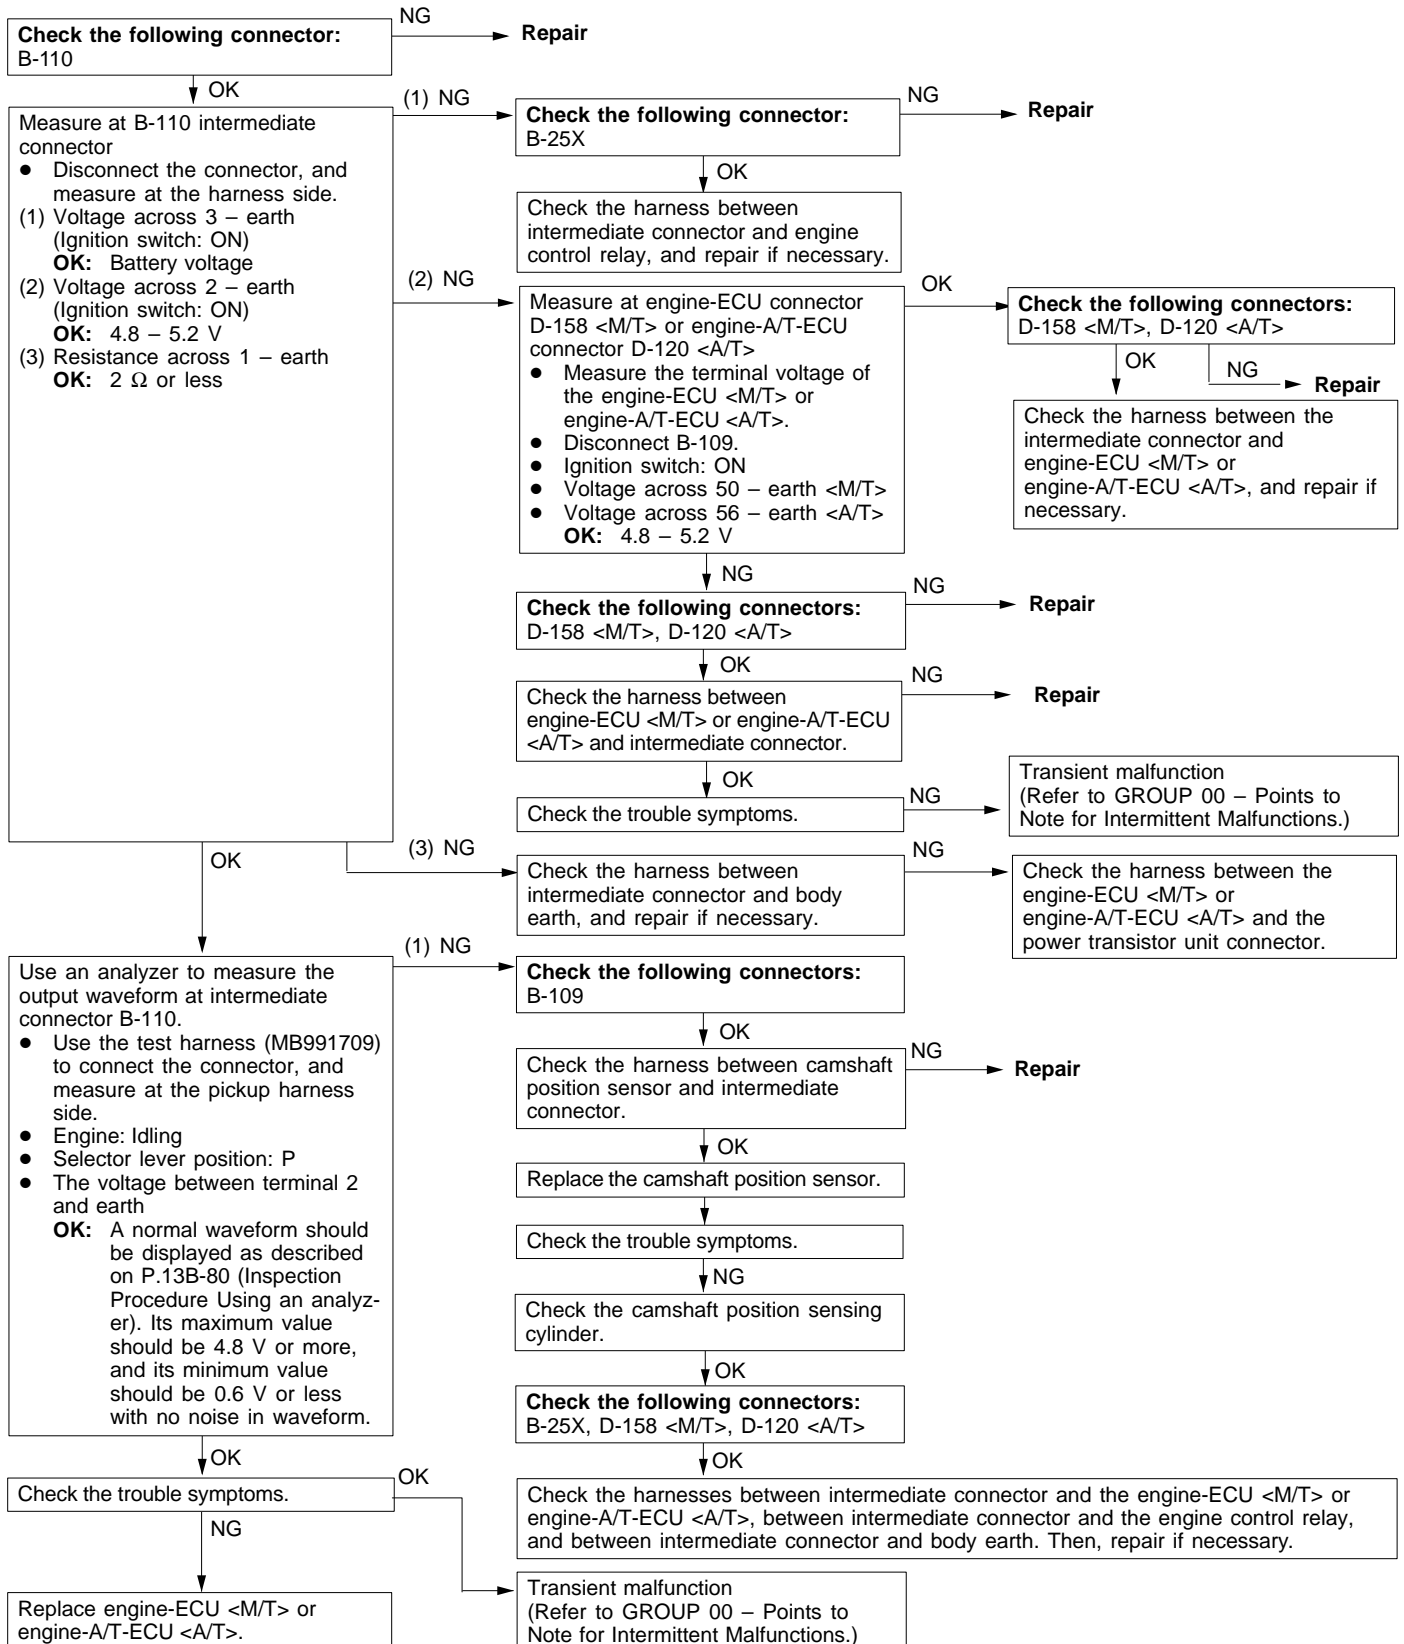 Check the following connector:
B-110
NG
Repair
OK
Measure at B-110 intermediate
connector
● Disconnect the connector, and
measure at the harness side.
(1) Voltage across 3 – earth
(Ignition switch: ON)
OK: Battery voltage
(2) Voltage across 2 – earth
(Ignition switch: ON)
OK: 4.8 – 5.2 V
(3) Resistance across 1 – earth
OK: 2 Ω or less
(1) NG
Check the following connector:
B-25X
NG
Repair
OK
Check the harness between
intermediate connector and engine
control relay, and repair if necessary.
(2) NG
Measure at engine-ECU connector
D-158 <M/T> or engine-A/T-ECU
connector D-120 <A/T>
● Measure the terminal voltage of
the engine-ECU <M/T> or
engine-A/T-ECU <A/T>.
● Disconnect B-109.
● Ignition switch: ON
● Voltage across 50 – earth <M/T>
● Voltage across 56 – earth <A/T>
OK: 4.8 – 5.2 V
OK
Check the following connectors:
D-158 <M/T>, D-120 <A/T>
OK
NG
Repair
Check the harness between the
intermediate connector and
engine-ECU <M/T> or
engine-A/T-ECU <A/T>, and repair if
necessary.
NG
Check the following connectors:
D-158 <M/T>, D-120 <A/T>
NG
Repair
OK
Check the harness between
engine-ECU <M/T> or engine-A/T-ECU
<A/T> and intermediate connector.
NG
Repair
OK
Check the trouble symptoms.
NG
Transient malfunction
(Refer to GROUP 00 – Points to
Note for Intermittent Malfunctions.)
(3) NG
Check the harness between
intermediate connector and body
earth, and repair if necessary.
NG
Check the harness between the
engine-ECU <M/T> or
engine-A/T-ECU <A/T> and the
power transistor unit connector.
OK
Use an analyzer to measure the
output waveform at intermediate
connector B-110.
● Use the test harness (MB991709)
to connect the connector, and
measure at the pickup harness
side.
● Engine: Idling
● Selector lever position: P
● The voltage between terminal 2
and earth
OK: A normal waveform should
be displayed as described
on P.13B-80 (Inspection
Procedure Using an analyz-
er). Its maximum value
should be 4.8 V or more,
and its minimum value
should be 0.6 V or less
with no noise in waveform.
(1) NG
Check the following connectors:
B-109
OK
Check the harness between camshaft
position sensor and intermediate
connector.
NG
Repair
OK
Replace the camshaft position sensor.
Check the trouble symptoms.
NG
Check the camshaft position sensing
cylinder.
OK
Check the following connectors:
B-25X, D-158 <M/T>, D-120 <A/T>
OK
Check the harnesses between intermediate connector and the engine-ECU <M/T> or
engine-A/T-ECU <A/T>, between intermediate connector and the engine control relay,
and between intermediate connector and body earth. Then, repair if necessary.
OK
Check the trouble symptoms.
OK
Transient malfunction
(Refer to GROUP 00 – Points to
Note for Intermittent Malfunctions.)
NG
Replace engine-ECU <M/T> or
engine-A/T-ECU <A/T>.